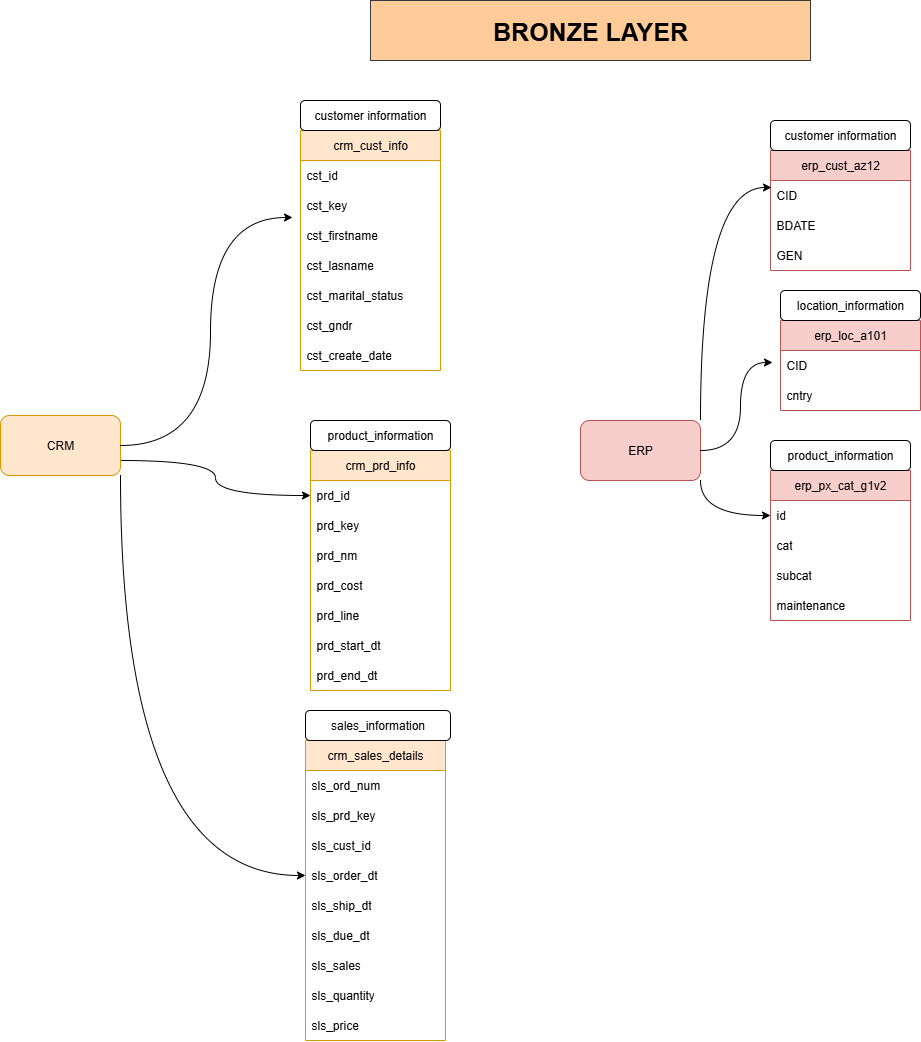 BRONZE LAYER
customer information
crm_cust_info
cst_id
cst_key
cst_firstname
cst_lasname
cst_marital_status
cst_gndr
cst_create_date
CRM
product_information
crm_prd_info
prd_id
prd_key
prd_nm
prd_cost
prd_line
prd_start_dt
prd_end_dt
sales_information
crm_sales_details
sls_ord_num
sls_prd_key
sls_cust_id
sls_order_dt
sls_ship_dt
sls_due_dt
sls_sales
sls_quantity
sls_price
customer information
erp_cust_az12
CID
BDATE
GEN
location_information
erp_loc_a101
CID
cntry
ERP
product_information
erp_px_cat_g1v2
id
cat
subcat
maintenance